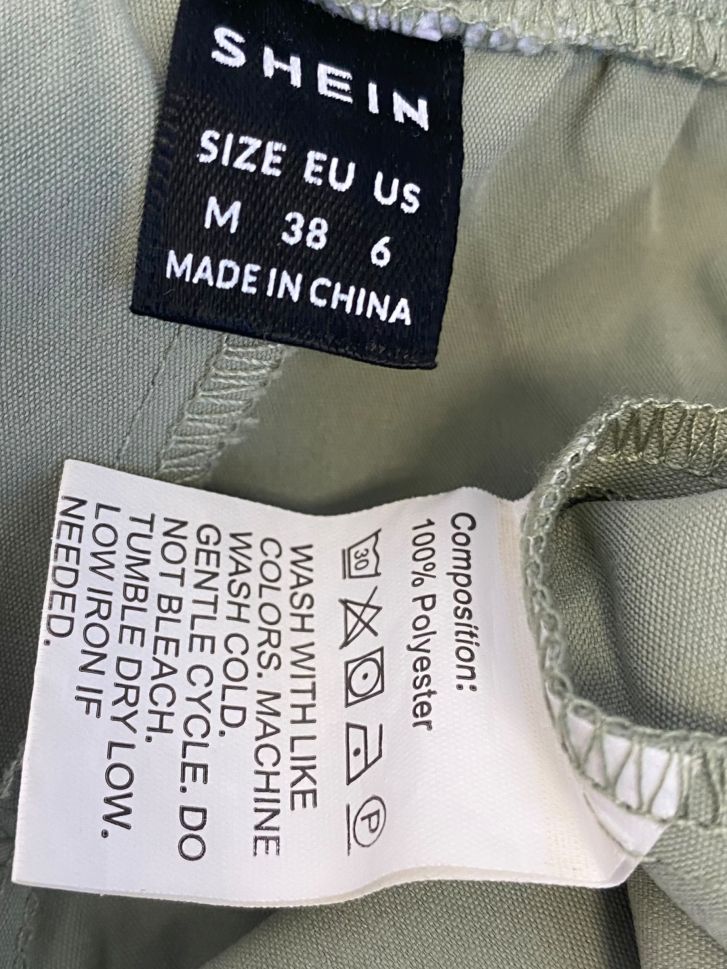 SHEIN
SIZE EU US
M 38 6
MADE IN CHINA
Composition:
100% Polyester
30
P
WASH WITH LIKE
COLORS. MACHINE
WASH COLD.
GENTLE CYCLE. DO
NOT BLEACH.
TUMBLE DRY LOW.
LOW IRON IF
NEEDED.